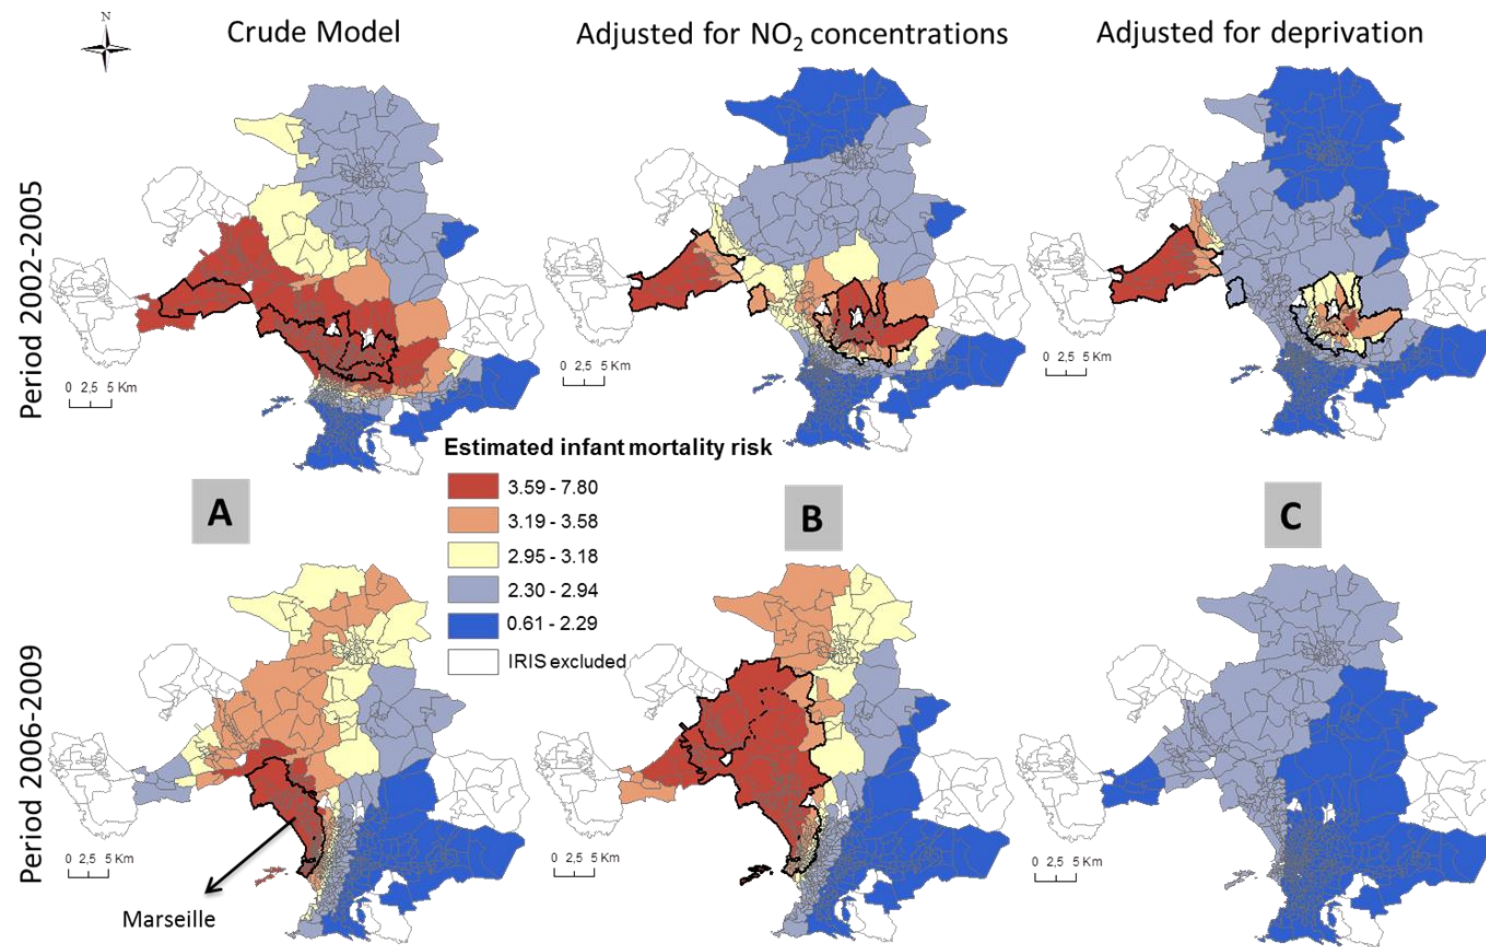 N
Crude Model
Adjusted for NO₂ concentrations
Adjusted for deprivation
Period 2002-2005
0 2,5 5 Km
0 2,5 5 Km
0 2,5 5 Km
Estimated infant mortality risk
3.59 - 7.80
3.19 - 3.58
2.95 - 3.18
2.30 - 2.94
0.61 - 2.29
IRIS excluded
A
B
C
Period 2006-2009
0 2,5 5 Km
0 2,5 5 Km
0 2,5 5 Km
Marseille